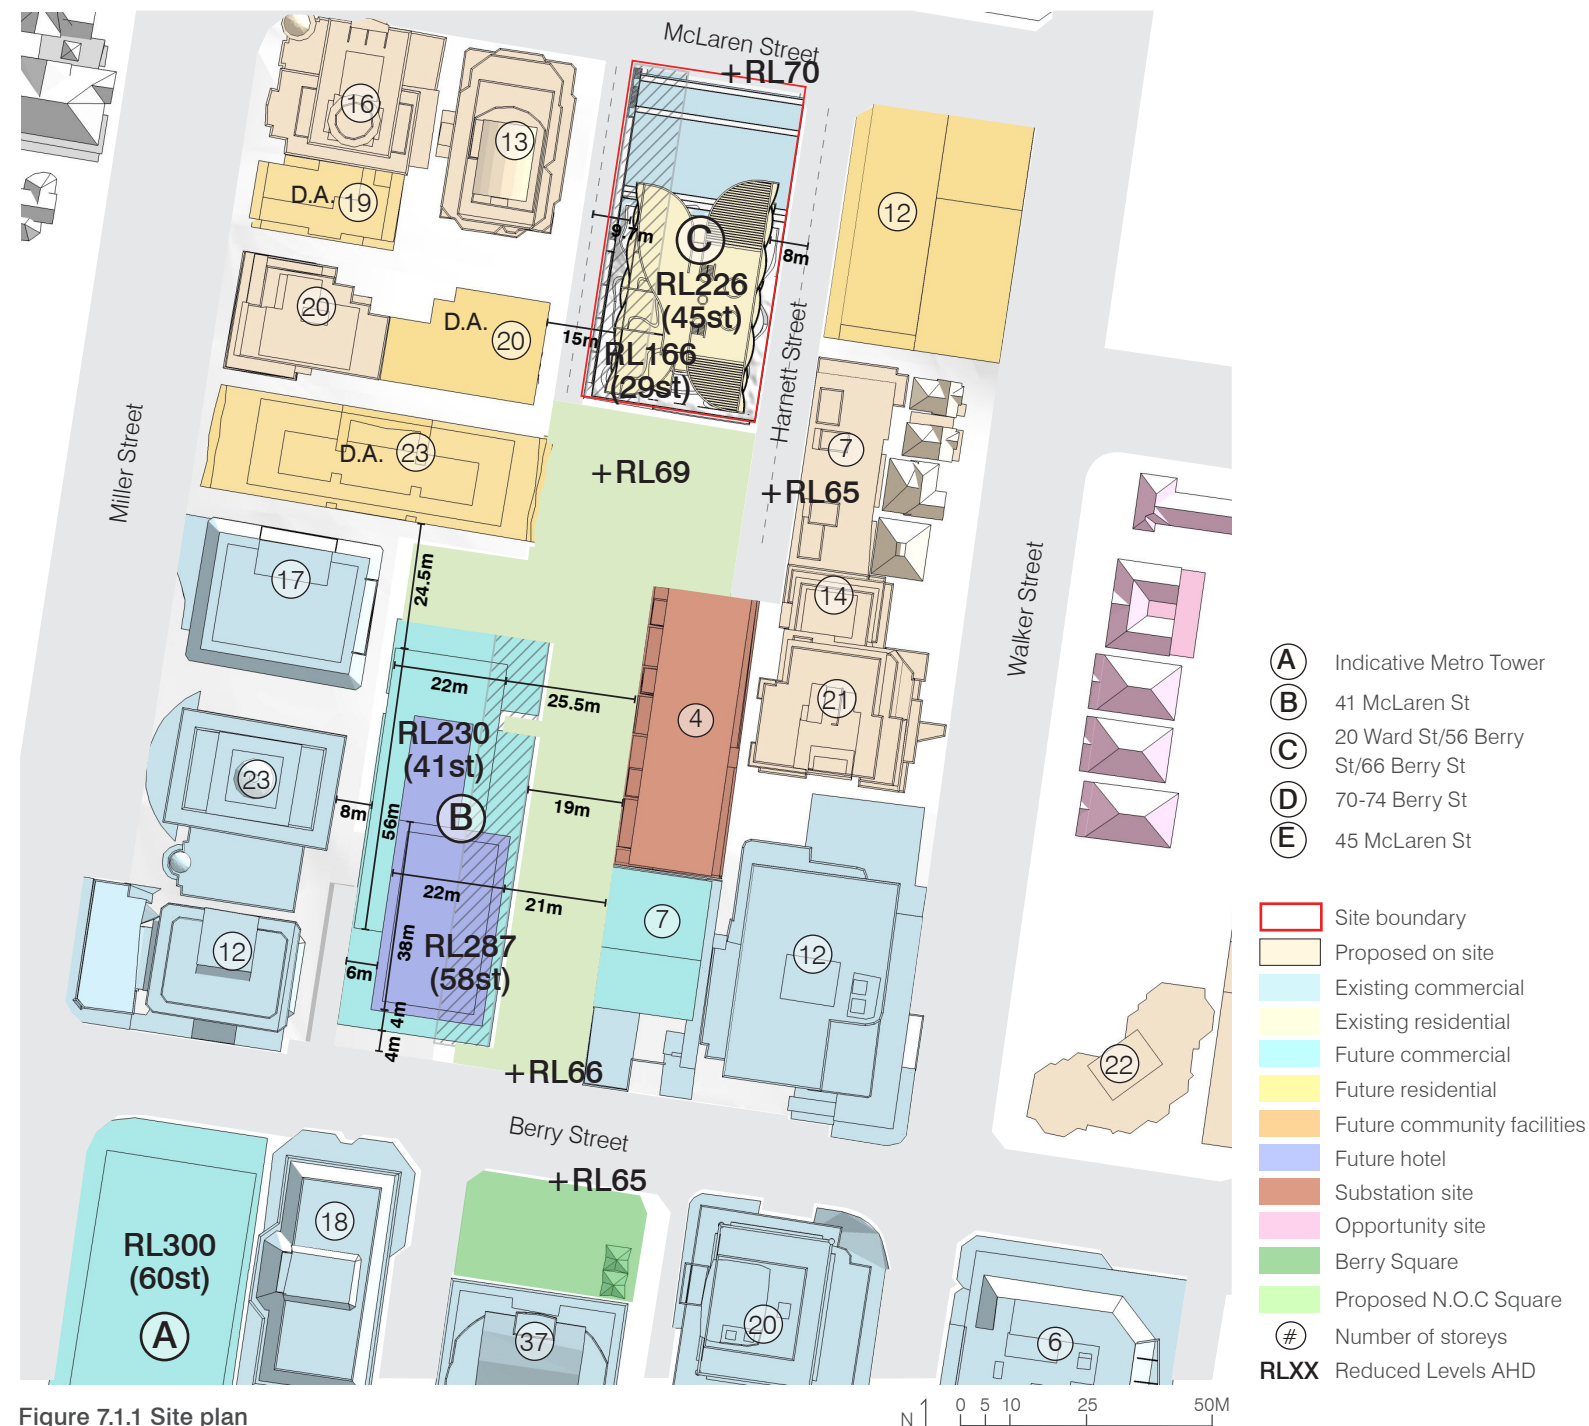 McLaren Street
+RL70
16
13
D.A. 19
12
9.7m
C
8m
RL226
(45st)
20
D.A.
20
15m
RL166
(29st)
Harnett Street
Miller Street
D.A. 23
7
+RL69
+RL65
17
24.5m
14
Walker Street
22m
25.5m
21
4
RL230
(41st)
23
8m
56m
B
19m
22m
21m
7
12
38m
RL287
(58st)
12
6m
4m
4m
+RL66
22
Berry Street
+RL65
18
RL300
(60st)
A
37
20
6
A Indicative Metro Tower
B 41 McLaren St
C 20 Ward St/56 Berry
St/66 Berry St
D 70-74 Berry St
E 45 McLaren St
Site boundary
Proposed on site
Existing commercial
Existing residential
Future commercial
Future residential
Future community facilities
Future hotel
Substation site
Opportunity site
Berry Square
Proposed N.O.C Square
# Number of storeys
RLXX Reduced Levels AHD
Figure 7.1.1 Site plan
N
0 5 10 25 50M